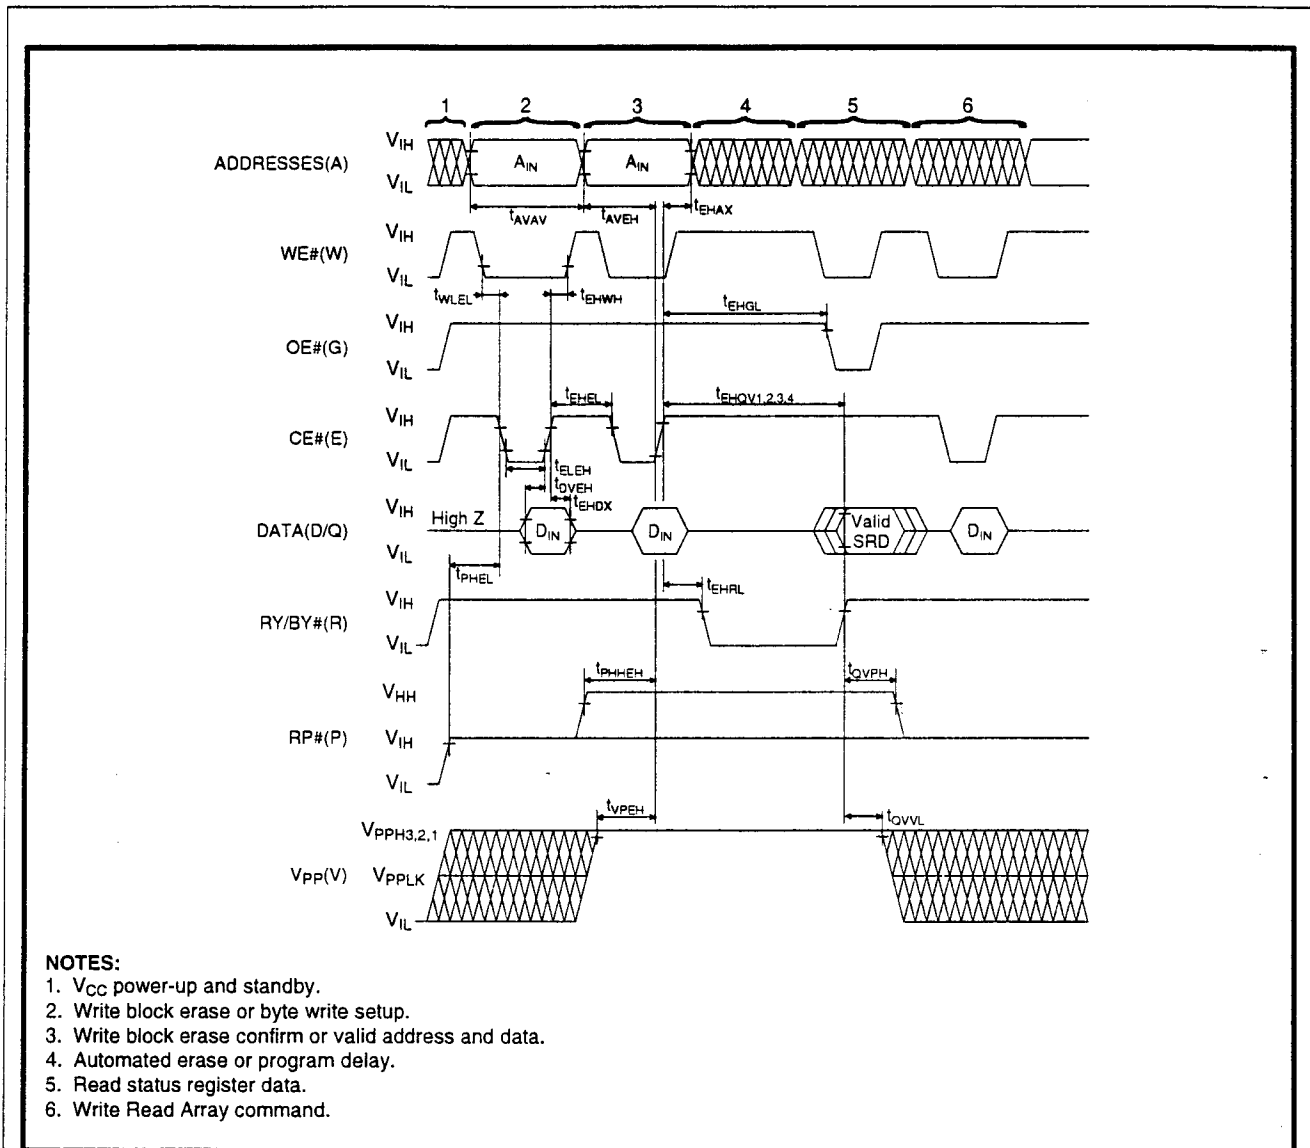 1 2 3 4 5 6
ADDRESSES(A) VIH VIL AIN AIN
tAVAV tAVEH tEHAX
WE#(W) VIH VIL
tWLEL tEHWH tEHGL
OE#(G) VIH VIL
tEHEL tEHQV1,2,3,4
CE#(E) VIH VIL
tELEH
tDVEH
tEHDX
DATA(D/Q) VIH VIL High Z DIN DIN Valid SRD DIN
tPHEL tEHRL
RY/BY#(R) VIH VIL
tPHHEH tQVPH
RP#(P) VHH VIH VIL
tVPEH tQVVL
VPP(V) VPPH3,2,1 VPPLK VIL
NOTES:
1. VCC power-up and standby.
2. Write block erase or byte write setup.
3. Write block erase confirm or valid address and data.
4. Automated erase or program delay.
5. Read status register data.
6. Write Read Array command.